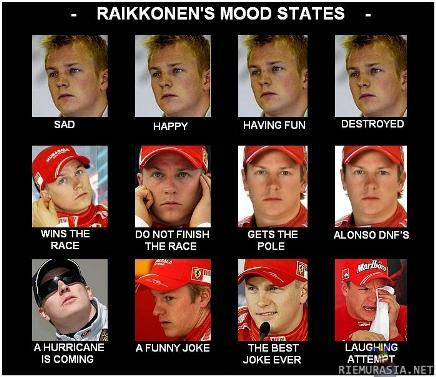 - RAIKKONEN'S MOOD STATES -
SAD
HAPPY
HAVING FUN
DESTROYED
WINS THE
RACE
DO NOT FINISH
THE RACE
GETS THE
POLE
ALONSO DNF'S
A HURRICANE
IS COMING
A FUNNY JOKE
THE BEST
JOKE EVER
Marlboro
LAUGHING
ATTEMPT
RIEMURASIA.NET